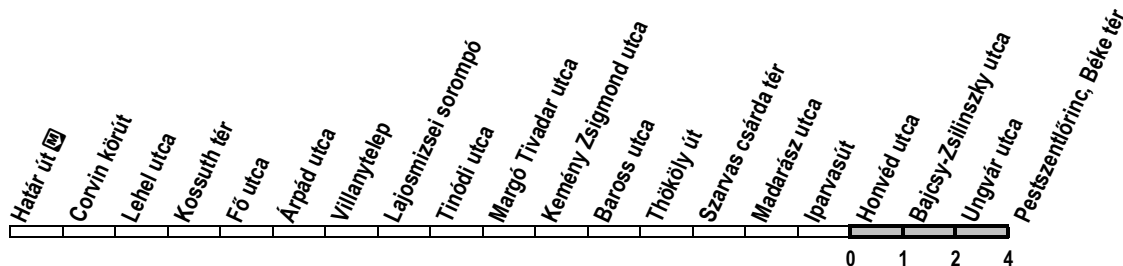 Határ út M
Corvin körút
Lehel utca
Kossuth tér
Fő utca
Árpád utca
Villanytelep
Lajosmizsei sorompó
Tinódi utca
Margó Tivadar utca
Kemény Zsigmond utca
Baross utca
Thököly út
Szarvas csárda tér
Madarász utca
Iparvasút
Honvéd utca
Bajcsy-Zsilinszky utca
Ungvár utca
Pestszentlőrinc, Béke tér
0 1 2 4